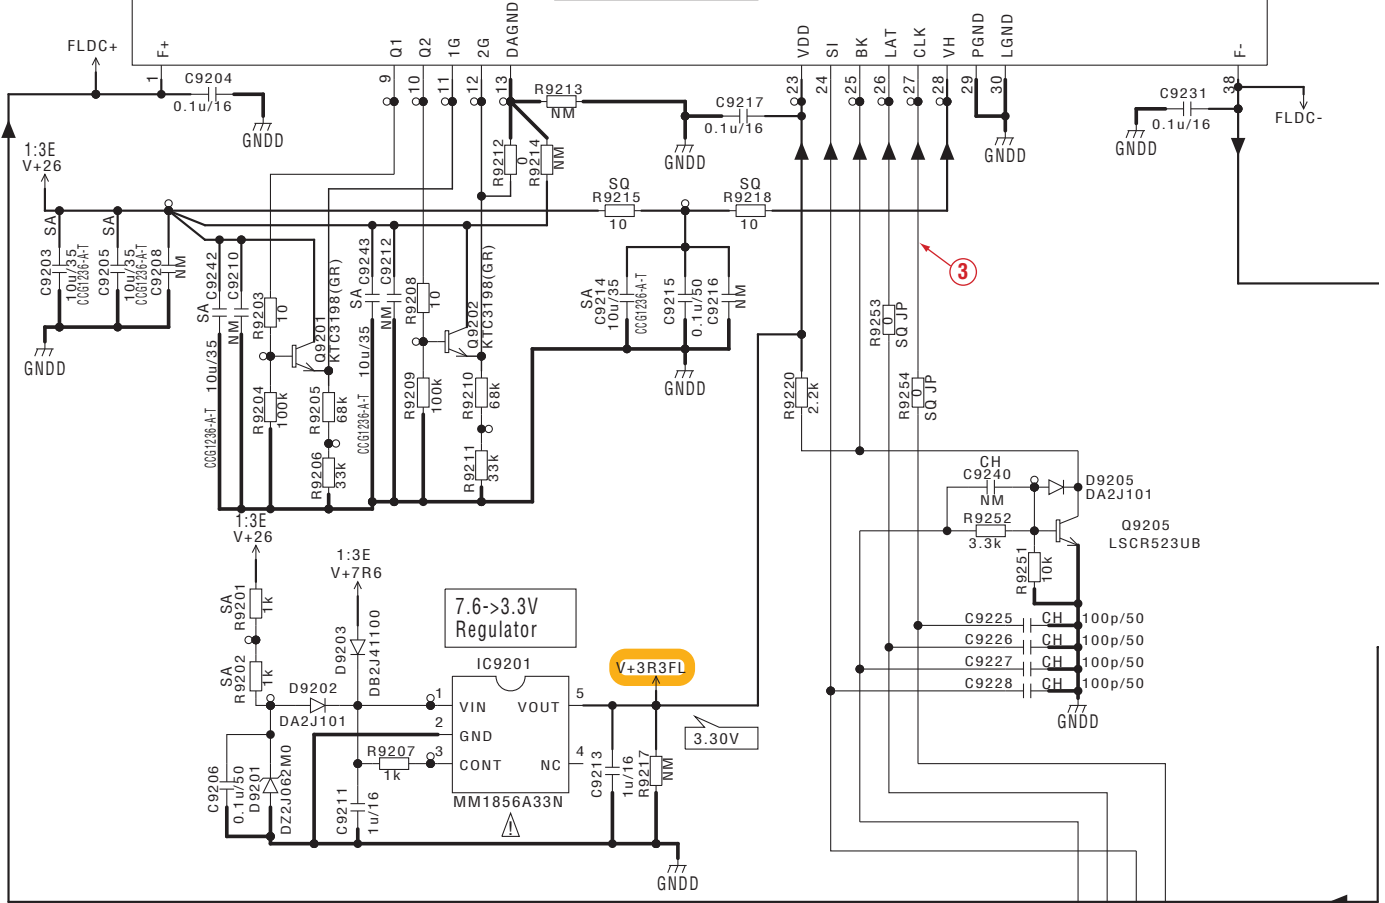 FLDC+
F+
1
C9204
0.1u/16
GNDD
Q1
9
Q2
10
1G
11
2G
12
DAGND
13
R9213
NM
R9212
0
R9214
NM
GNDD
C9217
0.1u/16
VDD
23
SI
24
BK
25
LAT
26
CLK
27
VH
28
PGND
29
LGND
30
GNDD
F-
38
C9231
0.1u/16
GNDD
FLDC-
1:3E
V+26
SA
C9203
10u/35
CCG1236-A-T
SA
C9205
10u/35
CCG1236-A-T
C9208
NM
GNDD
SA
C9242
10u/35
CCG1236-A-T
C9210
NM
R9203
10
Q9201
KTC3198(GR)
R9204
100k
R9205
68k
R9206
33k
SA
C9243
10u/35
CCG1236-A-T
C9212
NM
R9208
10
Q9202
KTC3198(GR)
R9209
100k
R9210
68k
R9211
33k
SQ
R9215
10
SQ
R9218
10
SA
C9214
10u/35
CCG1236-A-T
C9215
0.1u/50
C9216
NM
GNDD
3
R9253
0
SQ JP
R9254
0
SQ JP
R9220
2.2k
CH
C9240
NM
D9205
DA2J101
R9252
3.3k
Q9205
LSCR523UB
R9251
10k
C9225 CH 100p/50
C9226 CH 100p/50
C9227 CH 100p/50
C9228 CH 100p/50
GNDD
1:3E
V+26
SA
R9201
1k
SA
R9202
1k
1:3E
V+7R6
D9203
DB2J41100
D9202
DA2J101
C9206
0.1u/50
D9201
DZ2J062M0
R9207
1k
C9211
1u/16
7.6->3.3V
Regulator
IC9201
1 VIN VOUT 5
2 GND
3 CONT NC 4
MM1856A33N
V+3R3FL
3.30V
C9213
1u/16
R9217
NM
GNDD